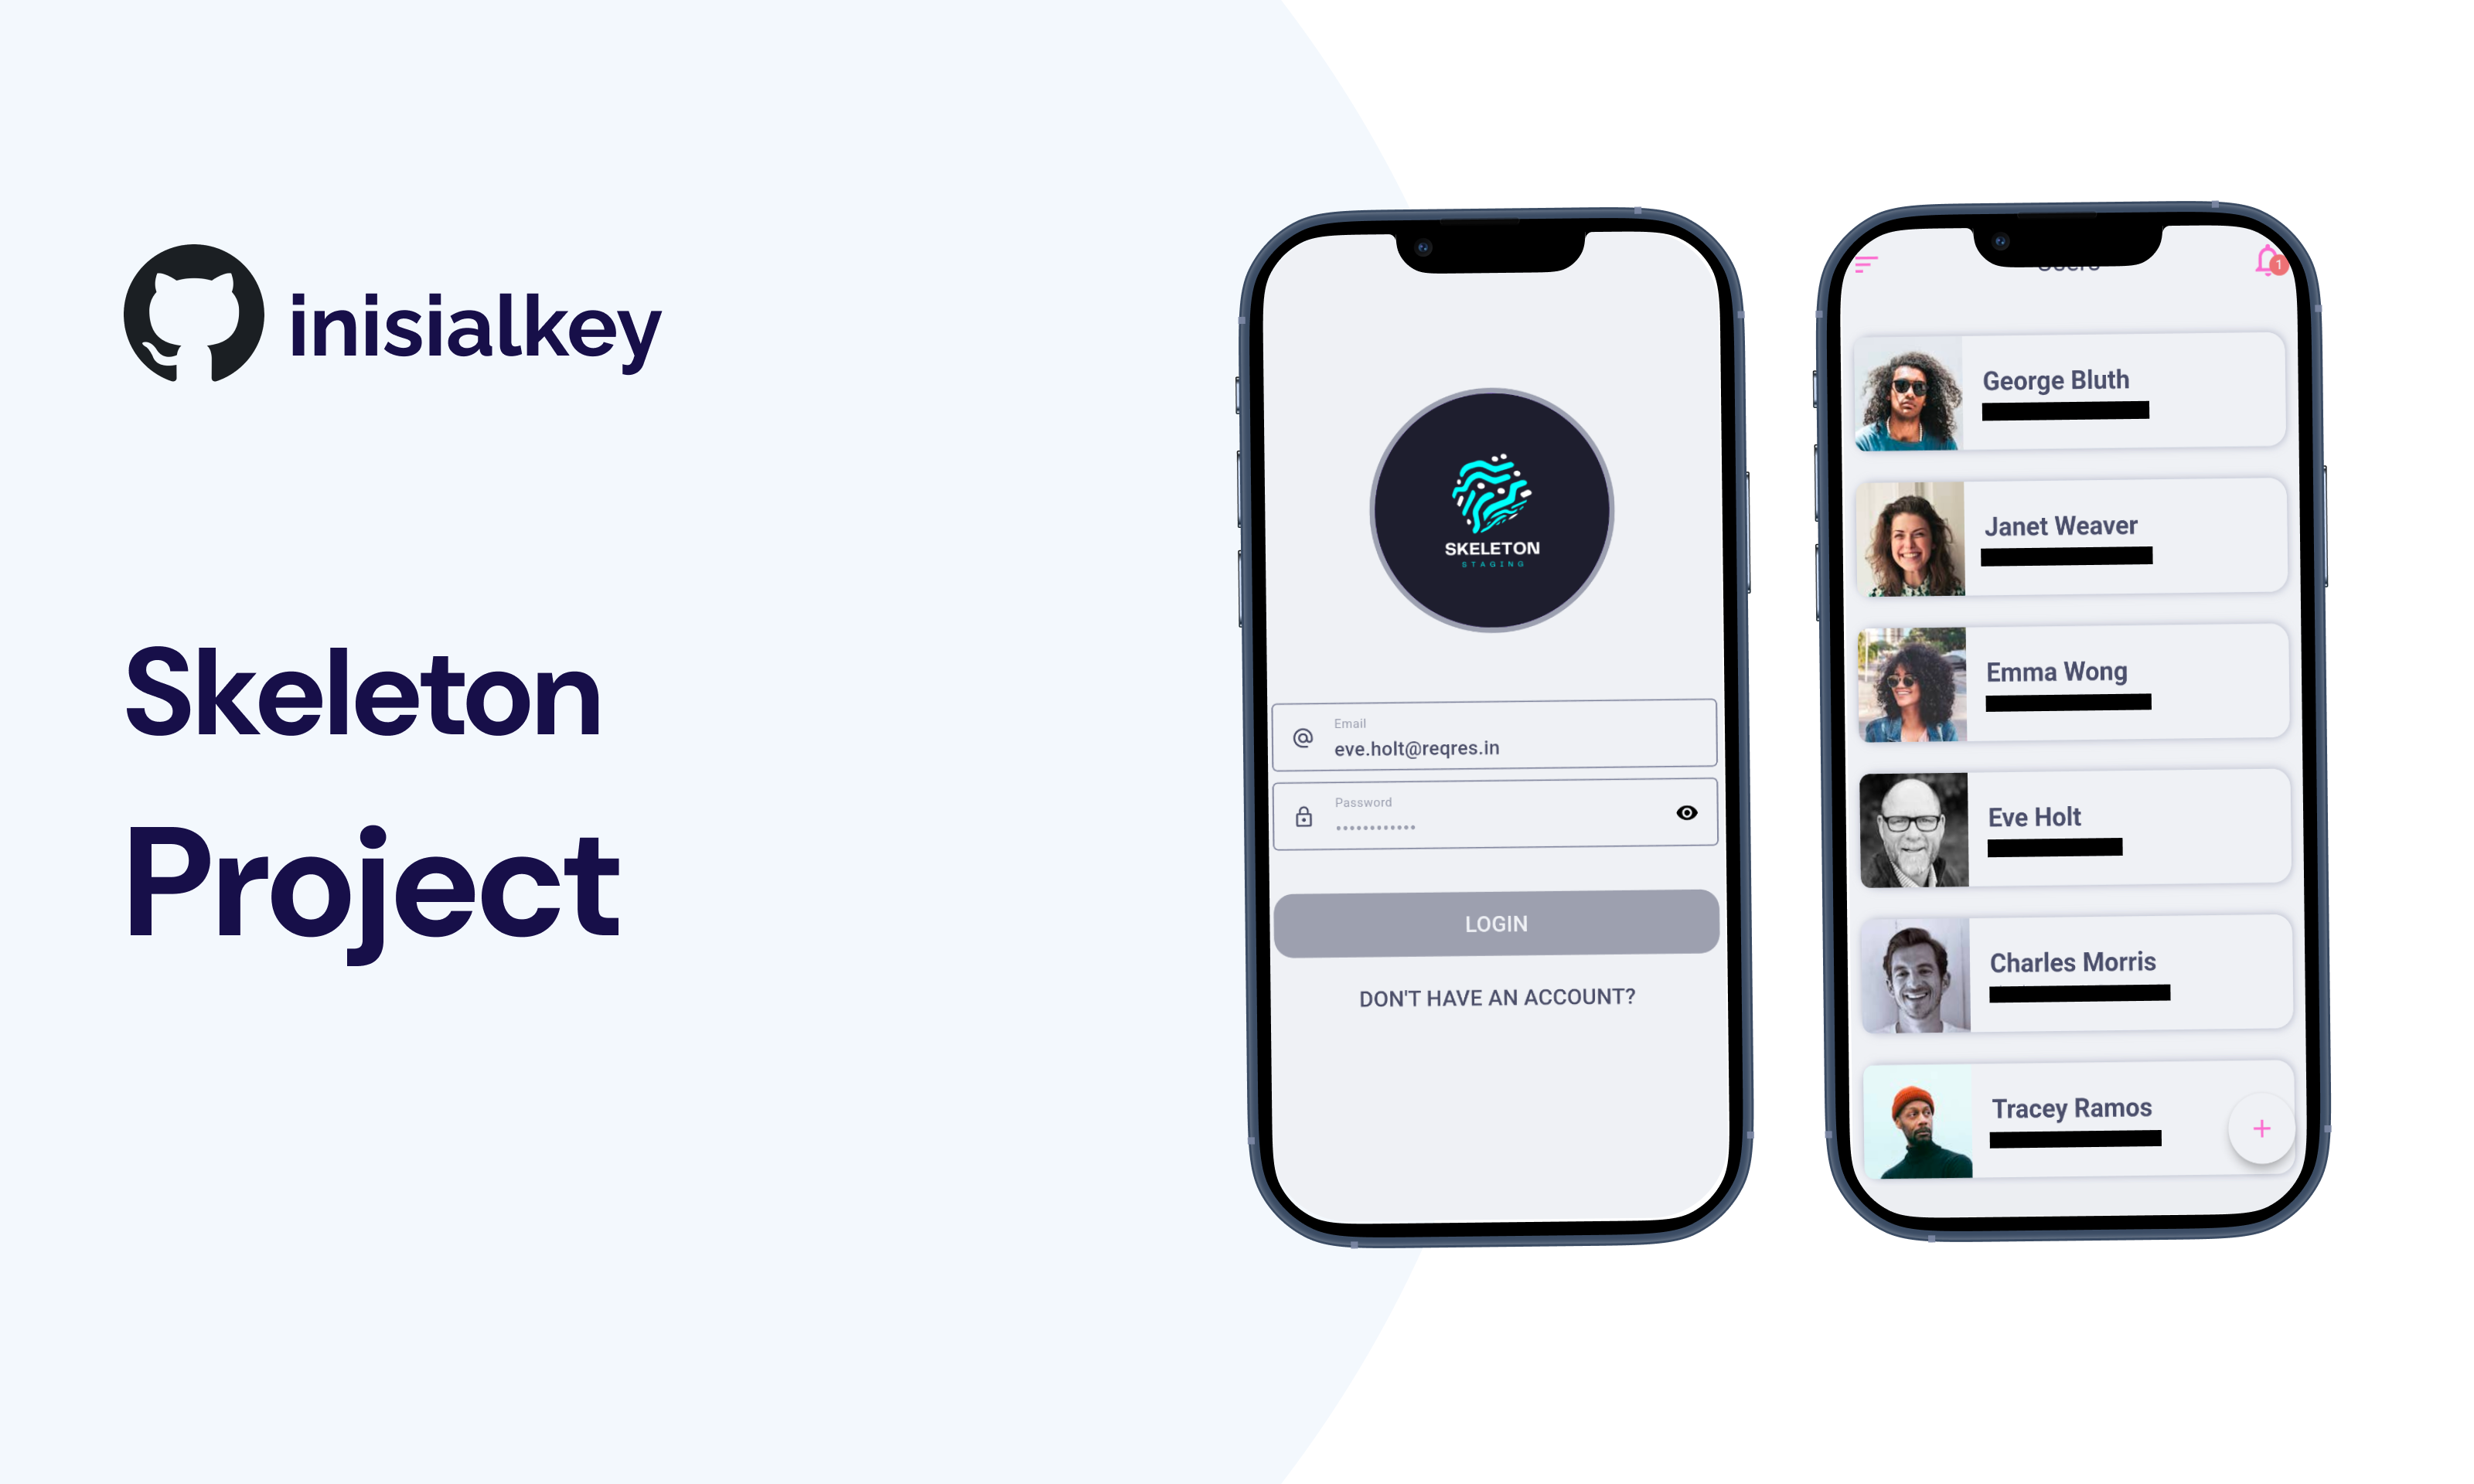 inisialkey
Skeleton
Project
SKELETON
STAGING
Email
eve.holt@reqres.in
Password
LOGIN
DON'T HAVE AN ACCOUNT?
1
George Bluth
Janet Weaver
Emma Wong
Eve Holt
Charles Morris
Tracey Ramos